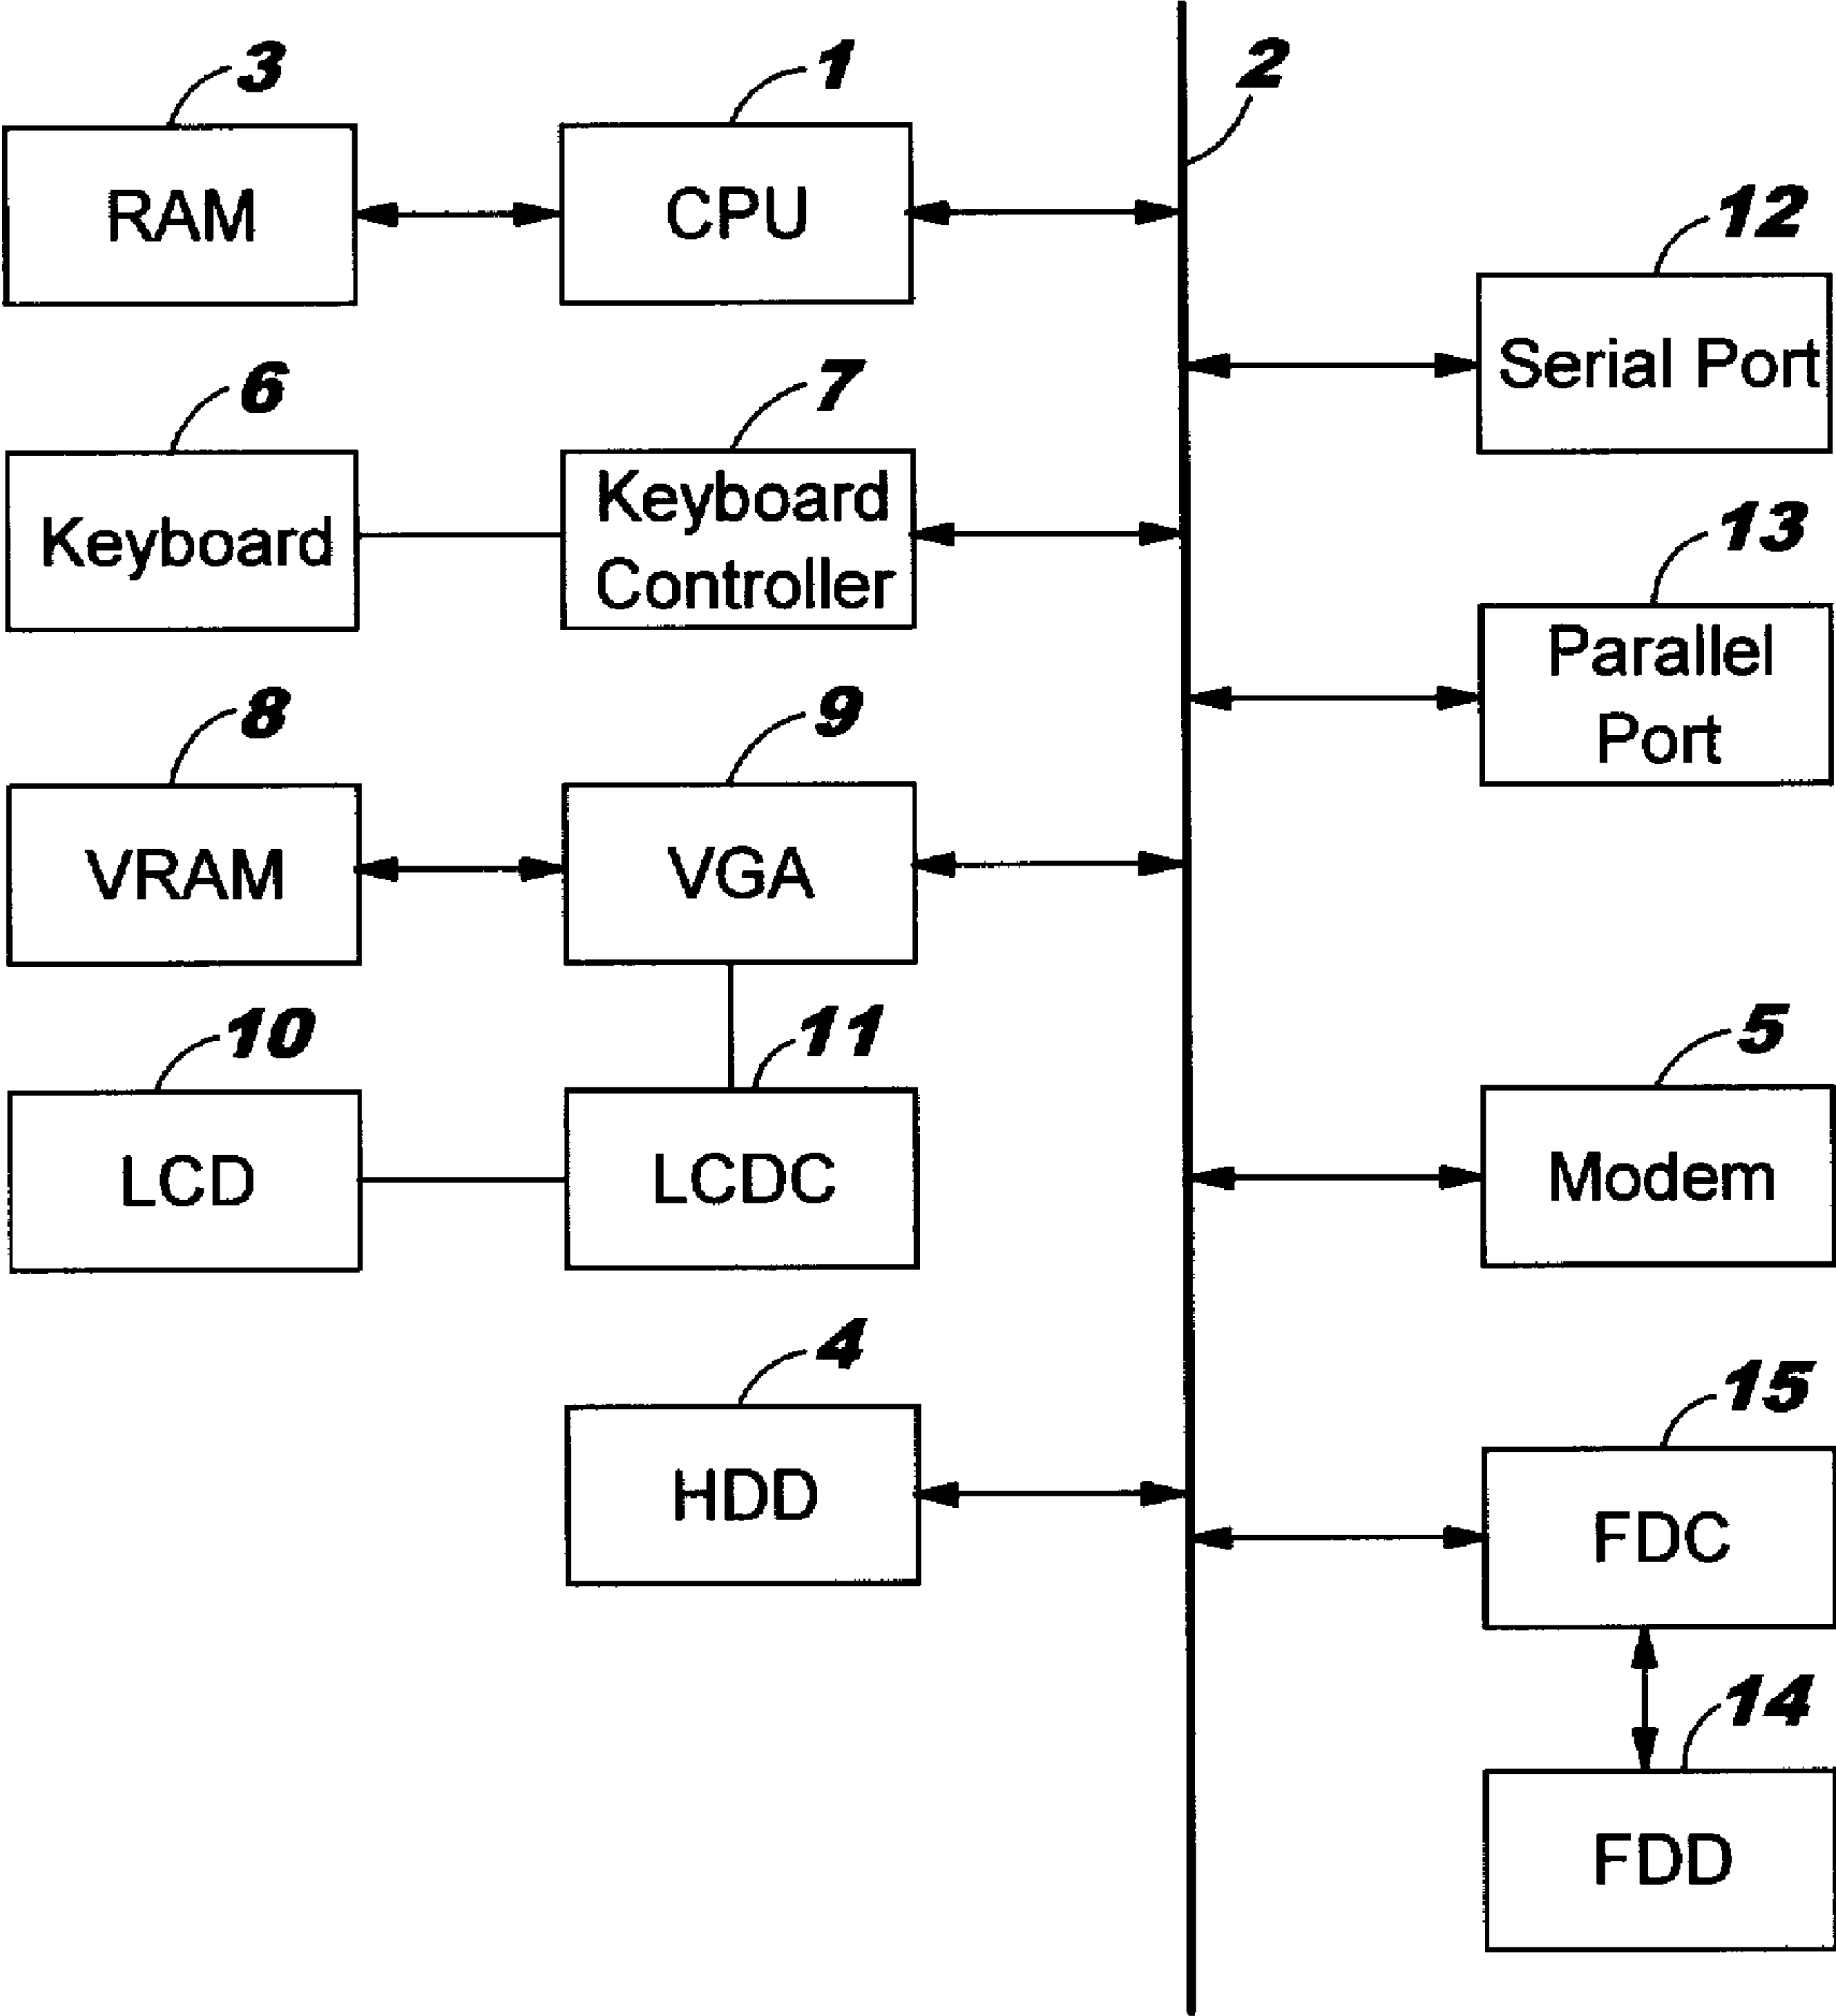 3
1
2
RAM
CPU
12
Serial Port
6
7
Keyboard
Keyboard
Controller
13
Parallel
Port
8
9
VRAM
VGA
10
11
5
LCD
LCDC
Modem
4
15
HDD
FDC
14
FDD